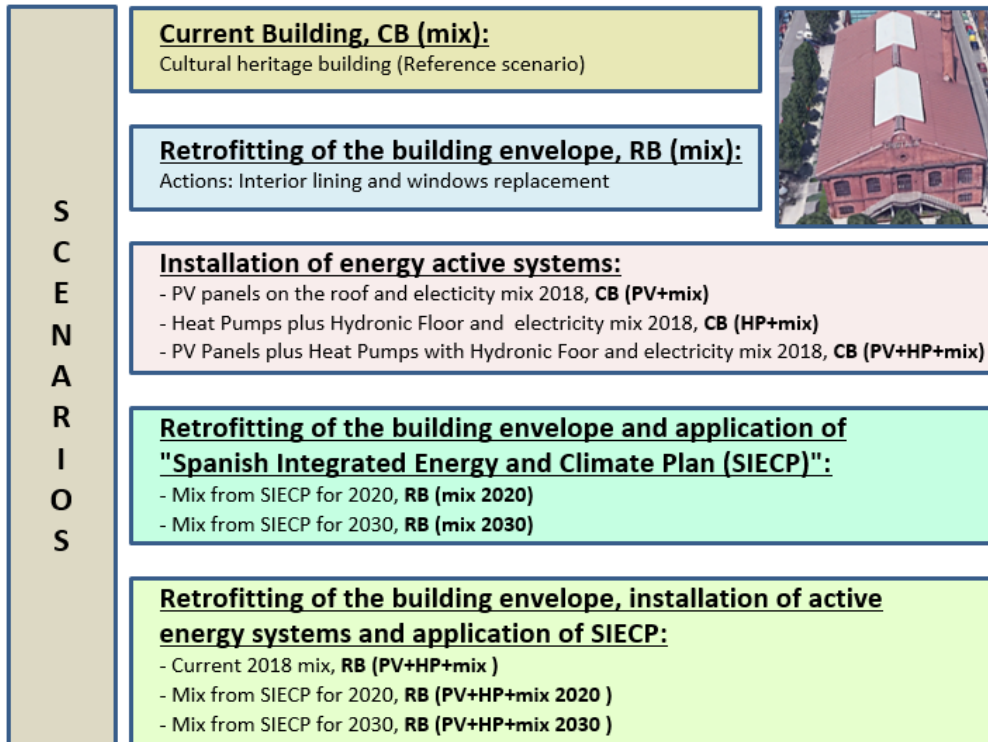 SCENARIOS
Current Building, CB (mix):
Cultural heritage building (Reference scenario)
Retrofitting of the building envelope, RB (mix):
Actions: Interior lining and windows replacement
Installation of energy active systems:
- PV panels on the roof and electicity mix 2018, CB (PV+mix)
- Heat Pumps plus Hydronic Floor and electricity mix 2018, CB (HP+mix)
- PV Panels plus Heat Pumps with Hydronic Foor and electricity mix 2018, CB (PV+HP+mix)
Retrofitting of the building envelope and application of
"Spanish Integrated Energy and Climate Plan (SIECP)":
- Mix from SIECP for 2020, RB (mix 2020)
- Mix from SIECP for 2030, RB (mix 2030)
Retrofitting of the building envelope, installation of active
energy systems and application of SIECP:
- Current 2018 mix, RB (PV+HP+mix )
- Mix from SIECP for 2020, RB (PV+HP+mix 2020 )
- Mix from SIECP for 2030, RB (PV+HP+mix 2030 )